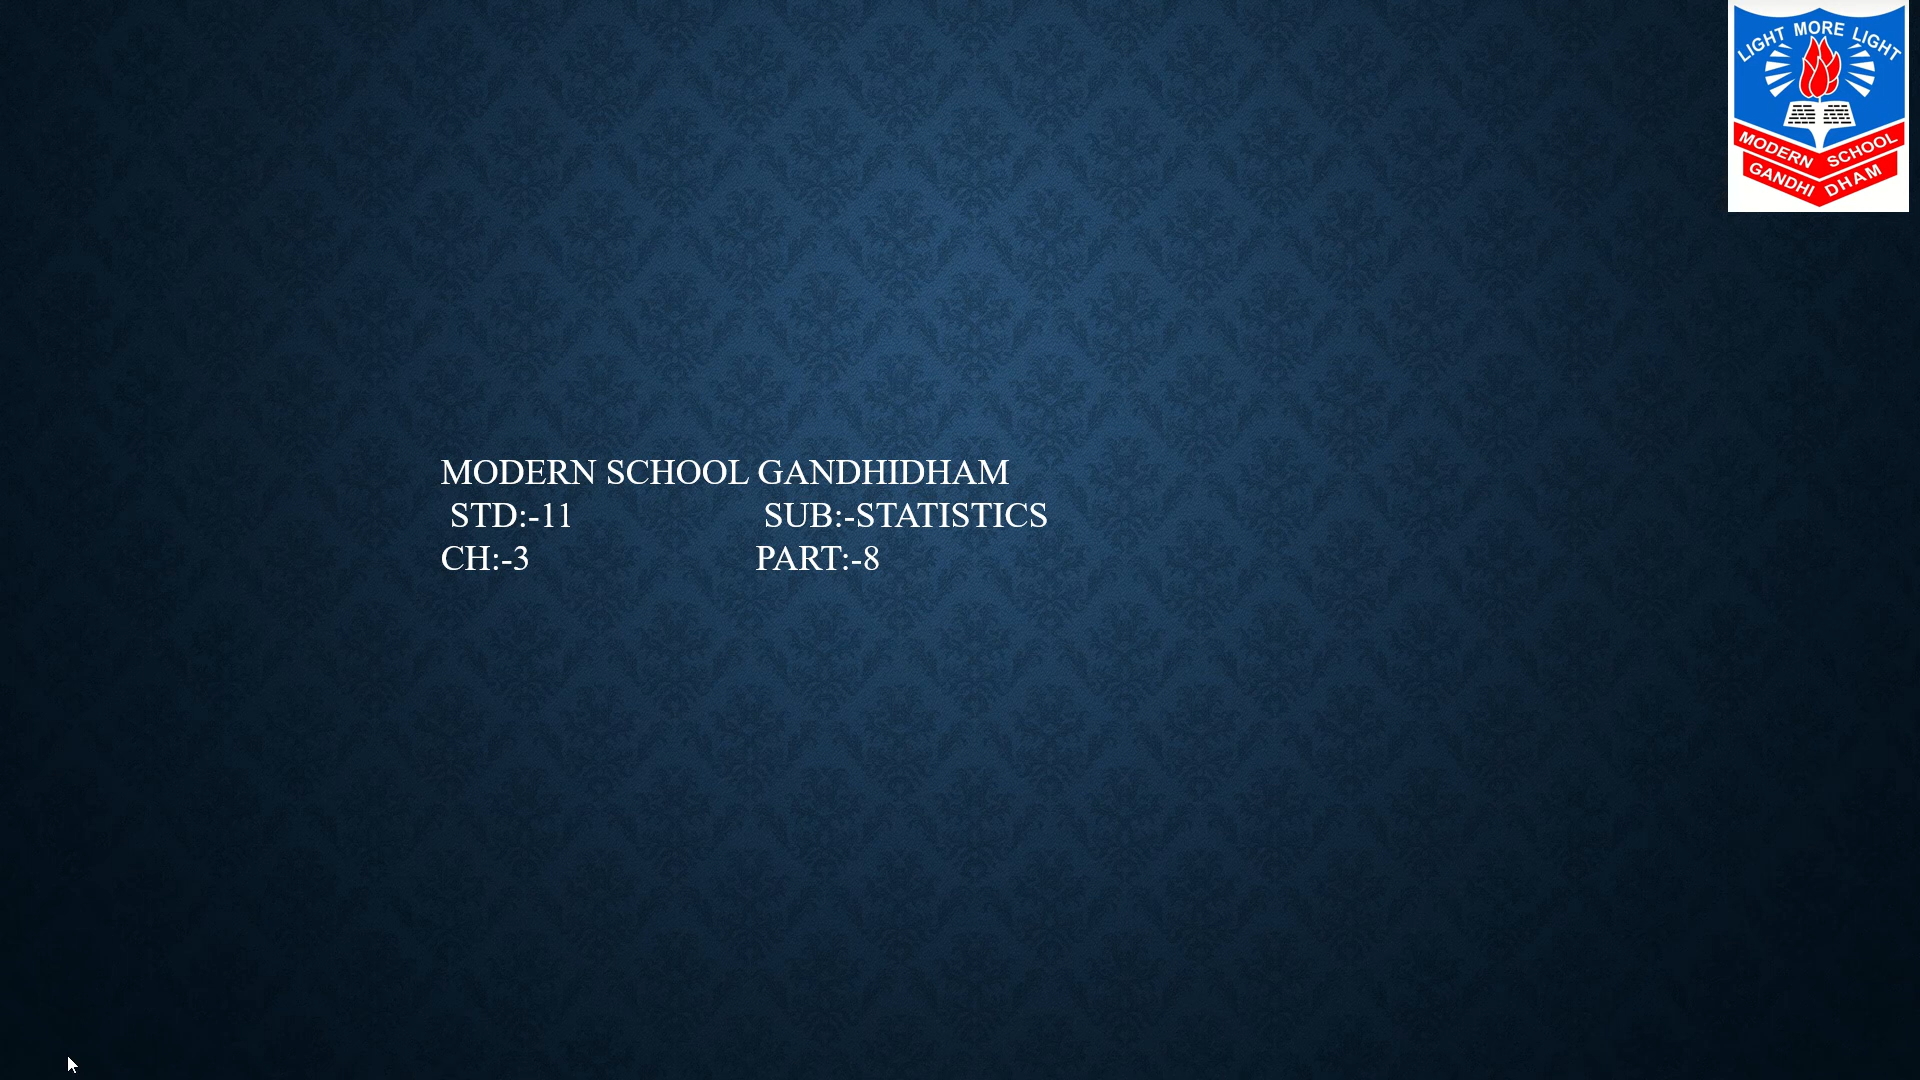 LIGHT MORE LIGHT
MODERN SCHOOL
GANDHI DHAM
MODERN SCHOOL GANDHIDHAM
STD:-11 SUB:-STATISTICS
CH:-3 PART:-8